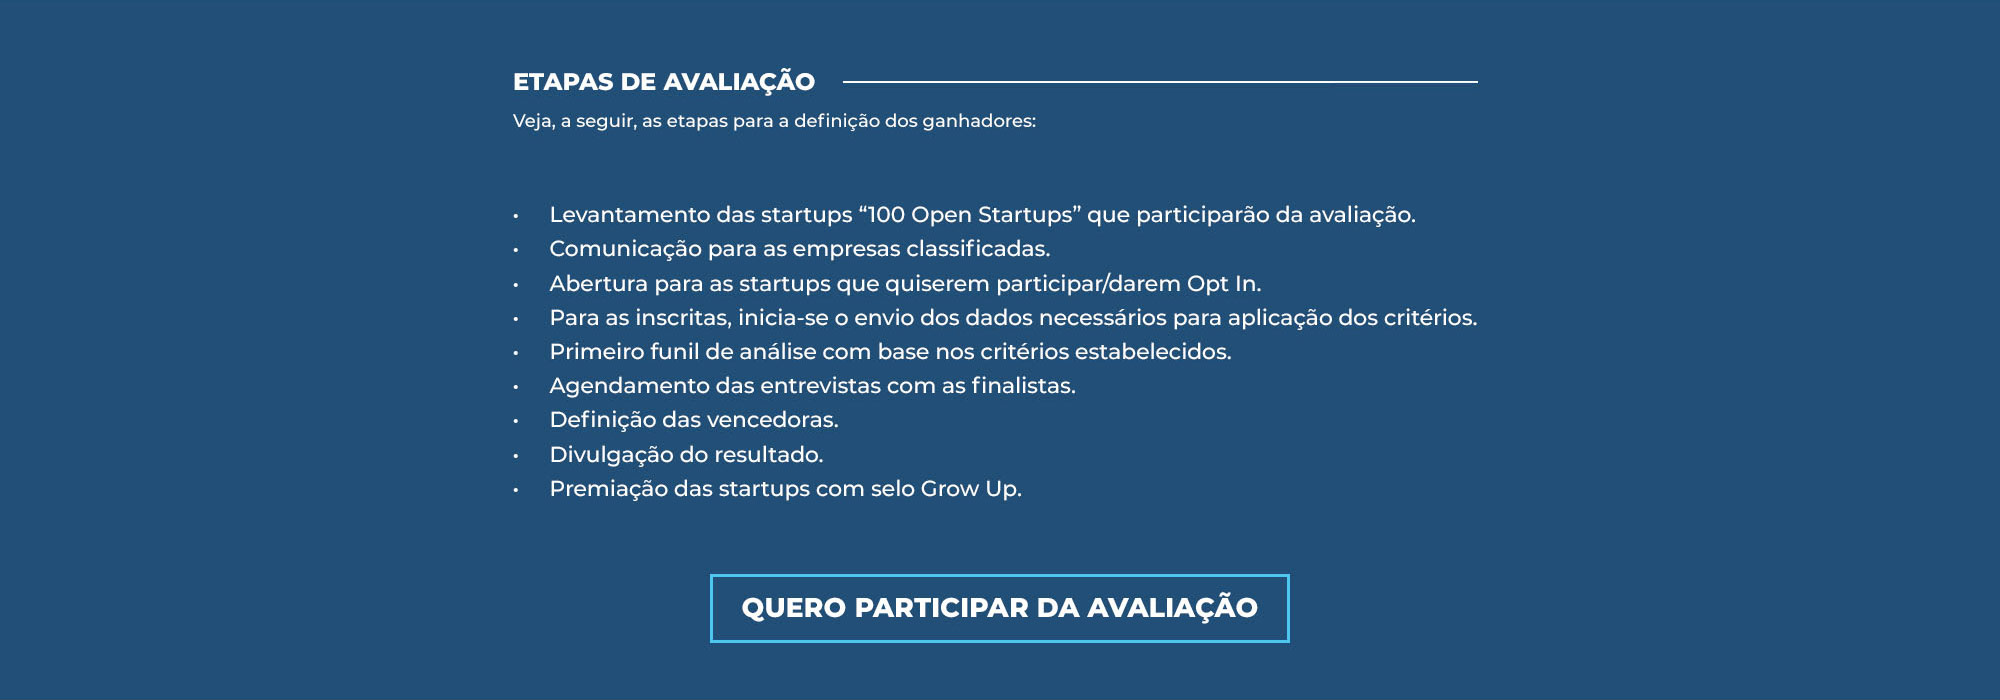 ETAPAS DE AVALIAÇÃO
Veja, a seguir, as etapas para a definição dos ganhadores:
• Levantamento das startups “100 Open Startups” que participarão da avaliação.
• Comunicação para as empresas classificadas.
• Abertura para as startups que quiserem participar/darem Opt In.
• Para as inscritas, inicia-se o envio dos dados necessários para aplicação dos critérios.
• Primeiro funil de análise com base nos critérios estabelecidos.
• Agendamento das entrevistas com as finalistas.
• Definição das vencedoras.
• Divulgação do resultado.
• Premiação das startups com selo Grow Up.
QUERO PARTICIPAR DA AVALIAÇÃO